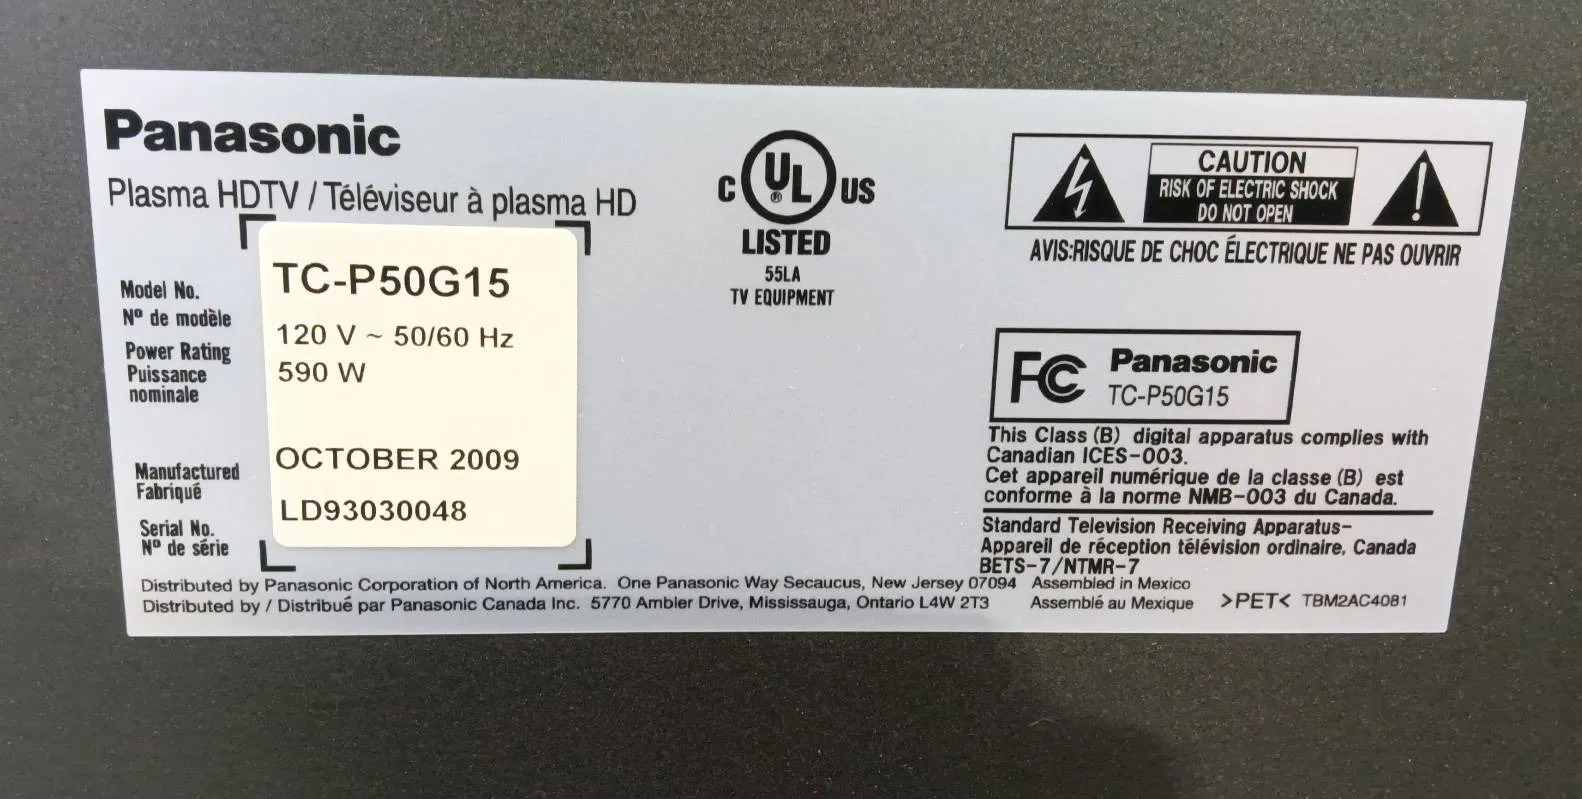 Panasonic
Plasma HDTV / Téléviseur à plasma HD
Model No.
Nº de modèle
TC-P50G15
Power Rating
Puissance
nominale
120 V ~ 50/60 Hz
590 W
Manufactured
Fabriqué
OCTOBER 2009
Serial No.
Nº de série
LD93030048
C UL® US
LISTED
55LA
TV EQUIPMENT
CAUTION
RISK OF ELECTRIC SHOCK
DO NOT OPEN
AVIS:RISQUE DE CHOC ÉLECTRIQUE NE PAS OUVRIR
FC Panasonic
TC-P50G15
This Class (B) digital apparatus complies with
Canadian ICES-003.
Cet appareil numérique de la classe (B) est
conforme à la norme NMB-003 du Canada.
Standard Television Receiving Apparatus-
Appareil de réception télévision ordinaire, Canada
BETS-7/NTMR-7
Distributed by Panasonic Corporation of North America. One Panasonic Way Secaucus, New Jersey 07094 Assembled in Mexico
Distributed by / Distribué par Panasonic Canada Inc. 5770 Ambler Drive, Mississauga, Ontario L4W 2T3 Assemblé au Mexique >PET< TBM2AC4081